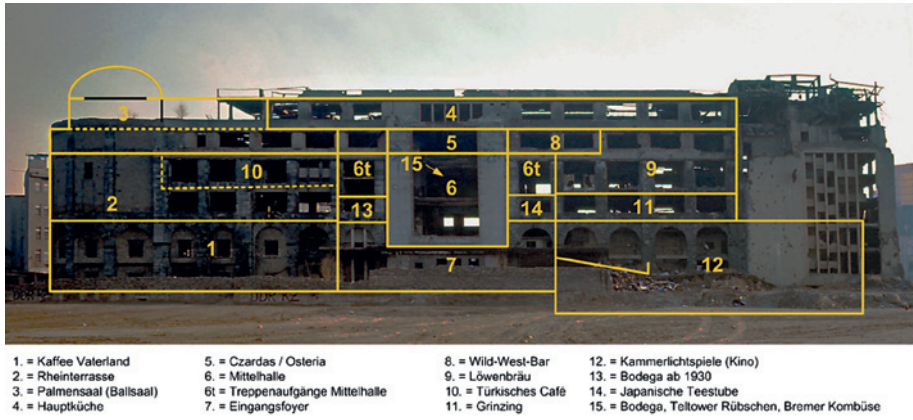 3
4
5
8
10
6t
15
6
6t
9
2
13
14
11
1
7
12
DDR KZ
1. = Kaffee Vaterland
2. = Rheinterrasse
3. = Palmensaal (Ballsaal)
4. = Hauptküche
5. = Czardas / Osteria
6. = Mittelhalle
6t = Treppenaufgänge Mittelhalle
7. = Eingangsfoyer
8. = Wild-West-Bar
9. = Löwenbräu
10. = Türkisches Café
11. = Grinzing
12. = Kammerlichtspiele (Kino)
13. = Bodega ab 1930
14. = Japanische Teestube
15. = Bodega, Teltower Rübschen, Bremer Kombüse